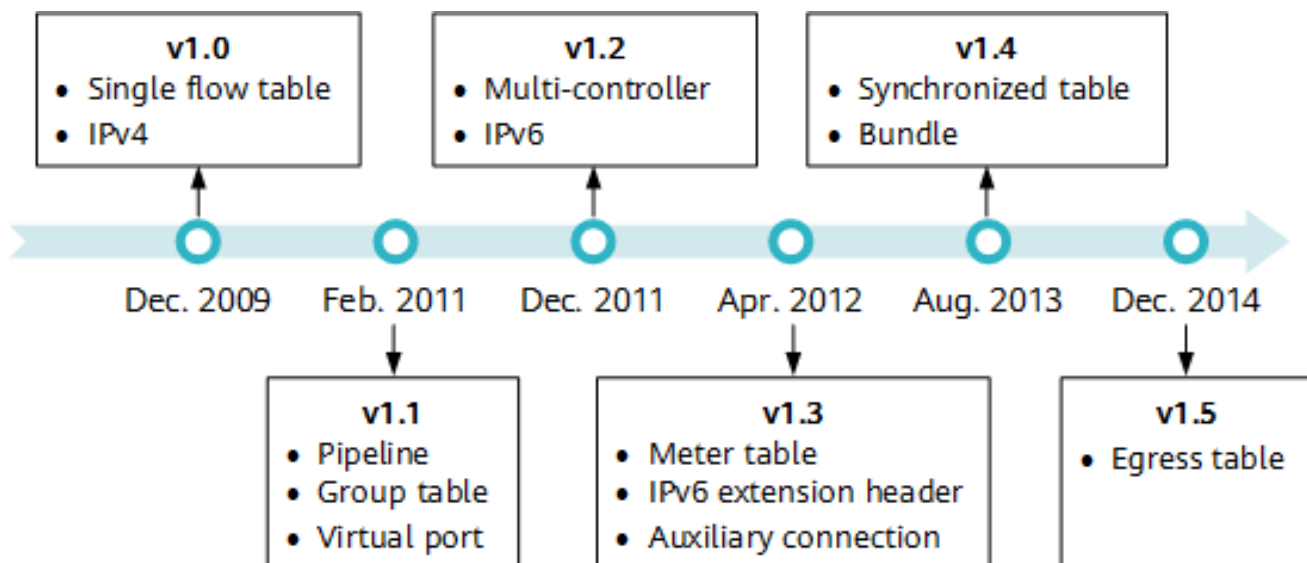 v1.0
• Single flow table
• IPv4
v1.2
• Multi-controller
• IPv6
v1.4
• Synchronized table
• Bundle
Dec. 2009
Feb. 2011
Dec. 2011
Apr. 2012
Aug. 2013
Dec. 2014
v1.1
• Pipeline
• Group table
• Virtual port
v1.3
• Meter table
• IPv6 extension header
• Auxiliary connection
v1.5
• Egress table